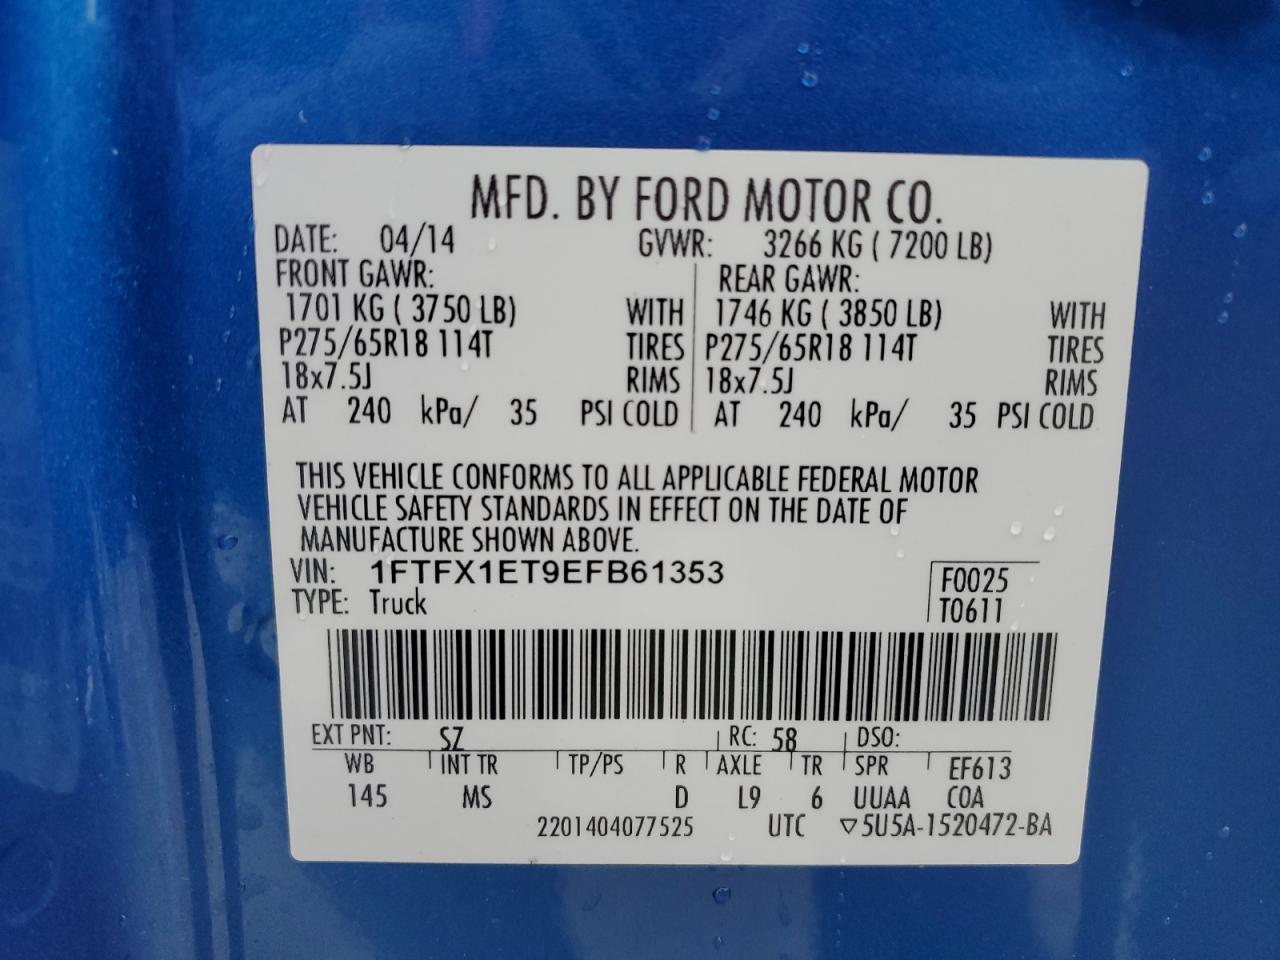 MFD. BY FORD MOTOR CO.
DATE: 04/14 GVWR: 3266 KG ( 7200 LB)
FRONT GAWR: REAR GAWR:
1701 KG ( 3750 LB) WITH 1746 KG ( 3850 LB) WITH
P275/65R18 114T TIRES P275/65R18 114T TIRES
18x7.5J RIMS 18x7.5J RIMS
AT 240 kPa/ 35 PSI COLD AT 240 kPa/ 35 PSI COLD
THIS VEHICLE CONFORMS TO ALL APPLICABLE FEDERAL MOTOR
VEHICLE SAFETY STANDARDS IN EFFECT ON THE DATE OF
MANUFACTURE SHOWN ABOVE.
VIN: 1FTFX1ET9EFB61353 F0025
TYPE: Truck T0611
EXT PNT: SZ RC: 58 DSO:
WB INT TR TP/PS R AXLE TR SPR EF613
145 MS D L9 6 UUAA COA
2201404077525 UTC ▽5U5A-1520472-BA